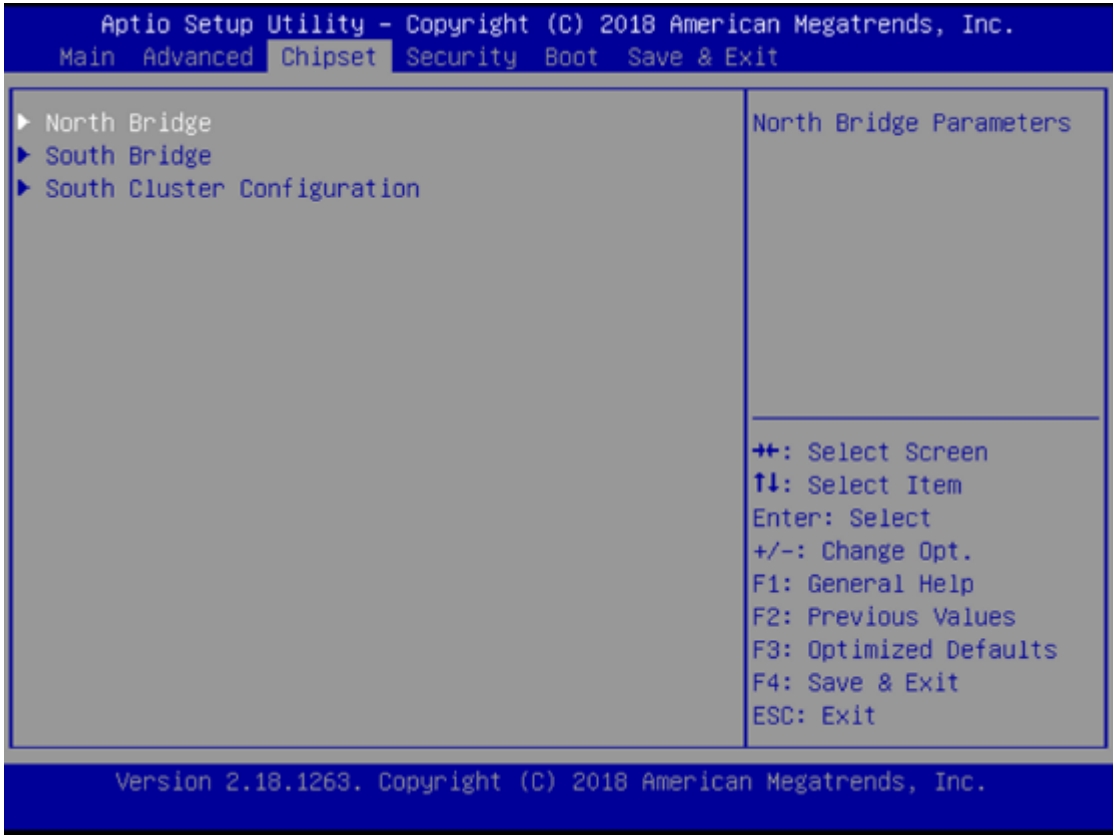 Aptio Setup Utility – Copyright (C) 2018 American Megatrends, Inc.
Main Advanced Chipset Security Boot Save & Exit
▶ North Bridge
▶ South Bridge
▶ South Cluster Configuration
North Bridge Parameters
→←: Select Screen
↑↓: Select Item
Enter: Select
+/-: Change Opt.
F1: General Help
F2: Previous Values
F3: Optimized Defaults
F4: Save & Exit
ESC: Exit
Version 2.18.1263. Copyright (C) 2018 American Megatrends, Inc.